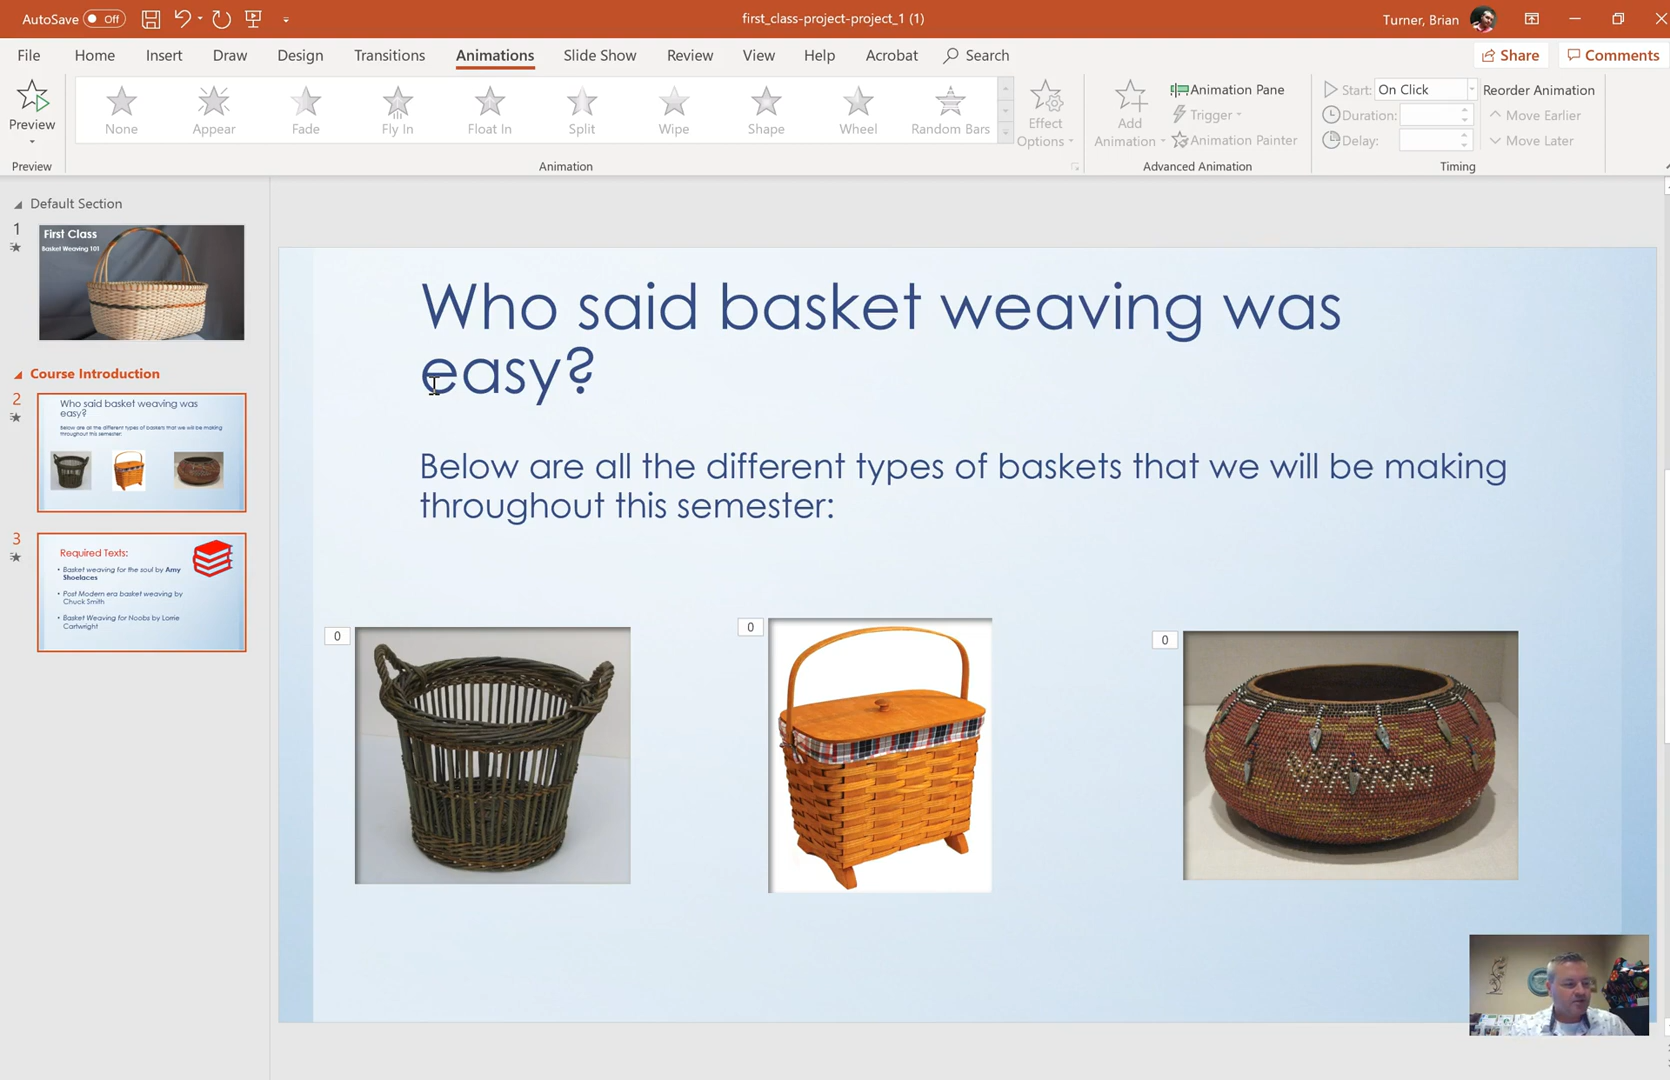 AutoSave Off
first_class-project-project_1 (1)
Turner, Brian
File Home Insert Draw Design Transitions Animations Slide Show Review View Help Acrobat Search
Share Comments
Preview
None
Appear
Fade
Fly In
Float In
Split
Wipe
Shape
Wheel
Random Bars
Effect
Options
Add
Animation
Animation Pane
Trigger
Animation Painter
Start: On Click
Duration:
Delay:
Reorder Animation
Move Earlier
Move Later
Preview
Animation
Advanced Animation
Timing
Default Section
1
First Class
Basket Weaving 101
Course Introduction
2
Who said basket weaving was
easy?
Below are all the different types of baskets that we will be making
throughout this semester:
3
Required Texts:
• Basket weaving for the soul by Amy
Shoelaces
• Post Modern era basket weaving by
Chuck Smith
• Basket Weaving for Noobs by Lorrie
Cartwright
Who said basket weaving was
easy?
Below are all the different types of baskets that we will be making
throughout this semester:
0
0
0